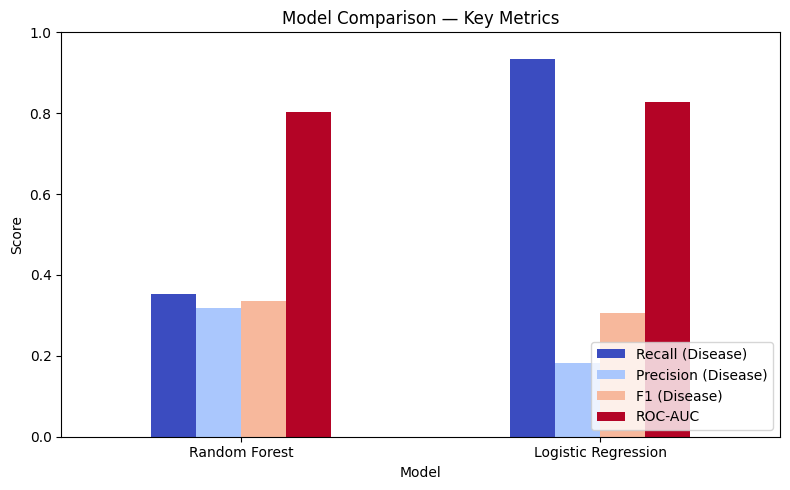 Model Comparison — Key Metrics
1.0
0.8
0.6
0.4
0.2
0.0
Score
Random Forest
Logistic Regression
Model
Recall (Disease)
Precision (Disease)
F1 (Disease)
ROC-AUC